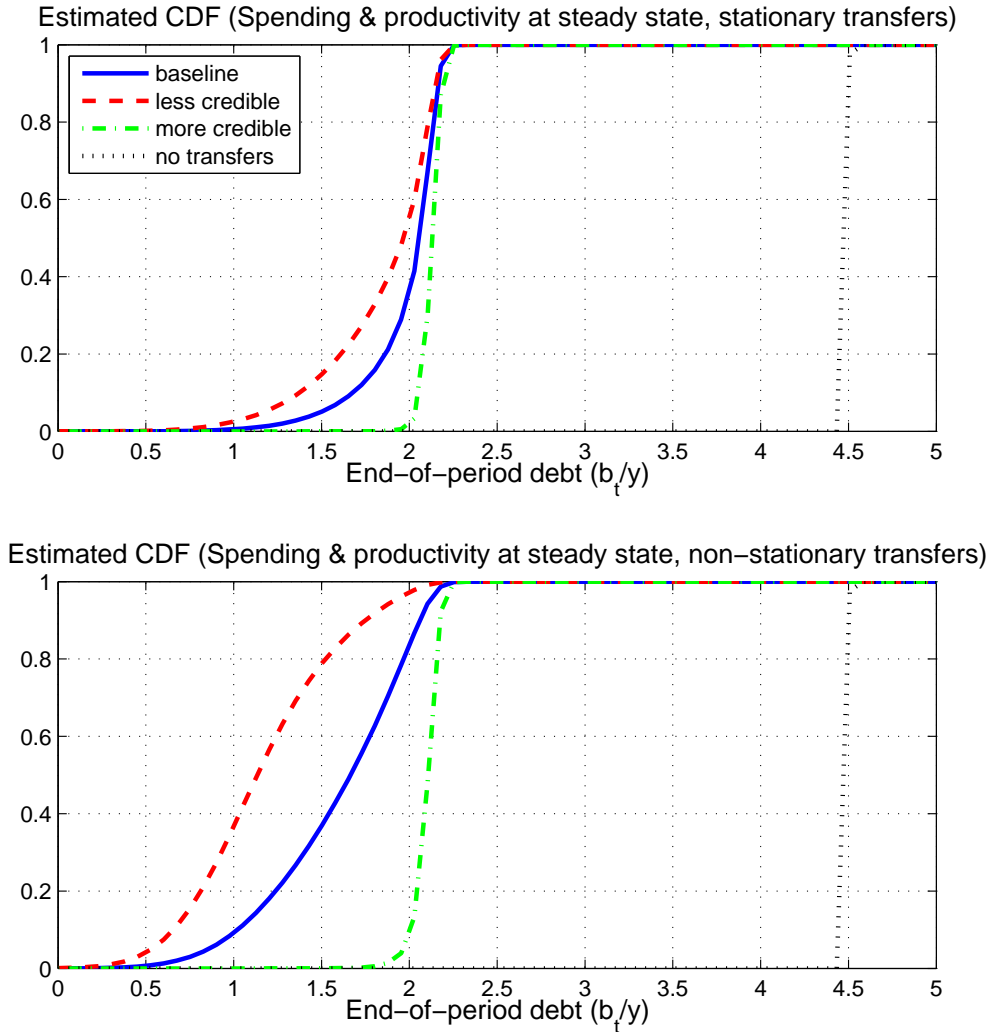 Estimated CDF (Spending & productivity at steady state, stationary transfers)
1
0.8
0.6
0.4
0.2
0
baseline
less credible
more credible
no transfers
0 0.5 1 1.5 2 2.5 3 3.5 4 4.5 5
End−of−period debt (b_t/y)
Estimated CDF (Spending & productivity at steady state, non−stationary transfers)
1
0.8
0.6
0.4
0.2
0
0 0.5 1 1.5 2 2.5 3 3.5 4 4.5 5
End−of−period debt (b_t/y)